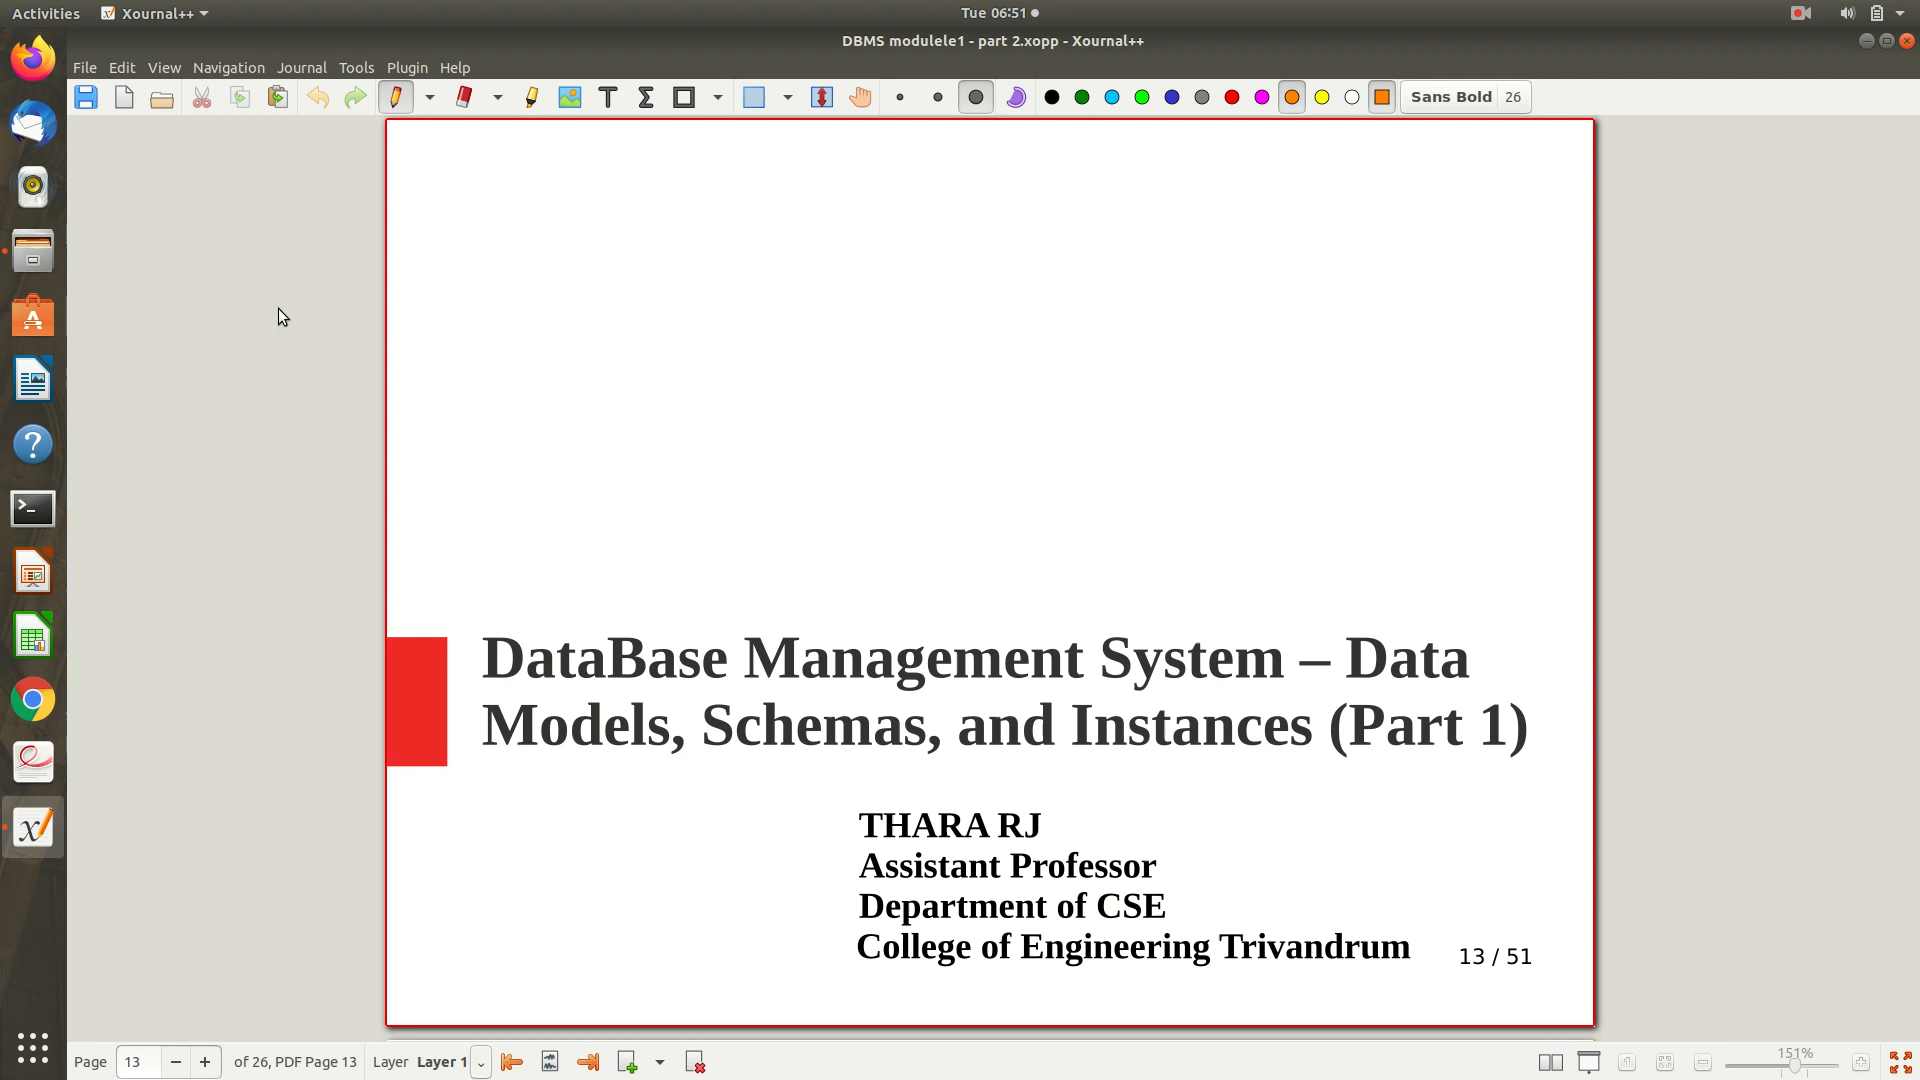 Activities Xournal++ Tue 06:51
DBMS modulele1 - part 2.xopp - Xournal++
File Edit View Navigation Journal Tools Plugin Help
Sans Bold 26
DataBase Management System – Data
Models, Schemas, and Instances (Part 1)
THARA RJ
Assistant Professor
Department of CSE
College of Engineering Trivandrum
13 / 51
Page 13 of 26, PDF Page 13 Layer Layer 1 151%